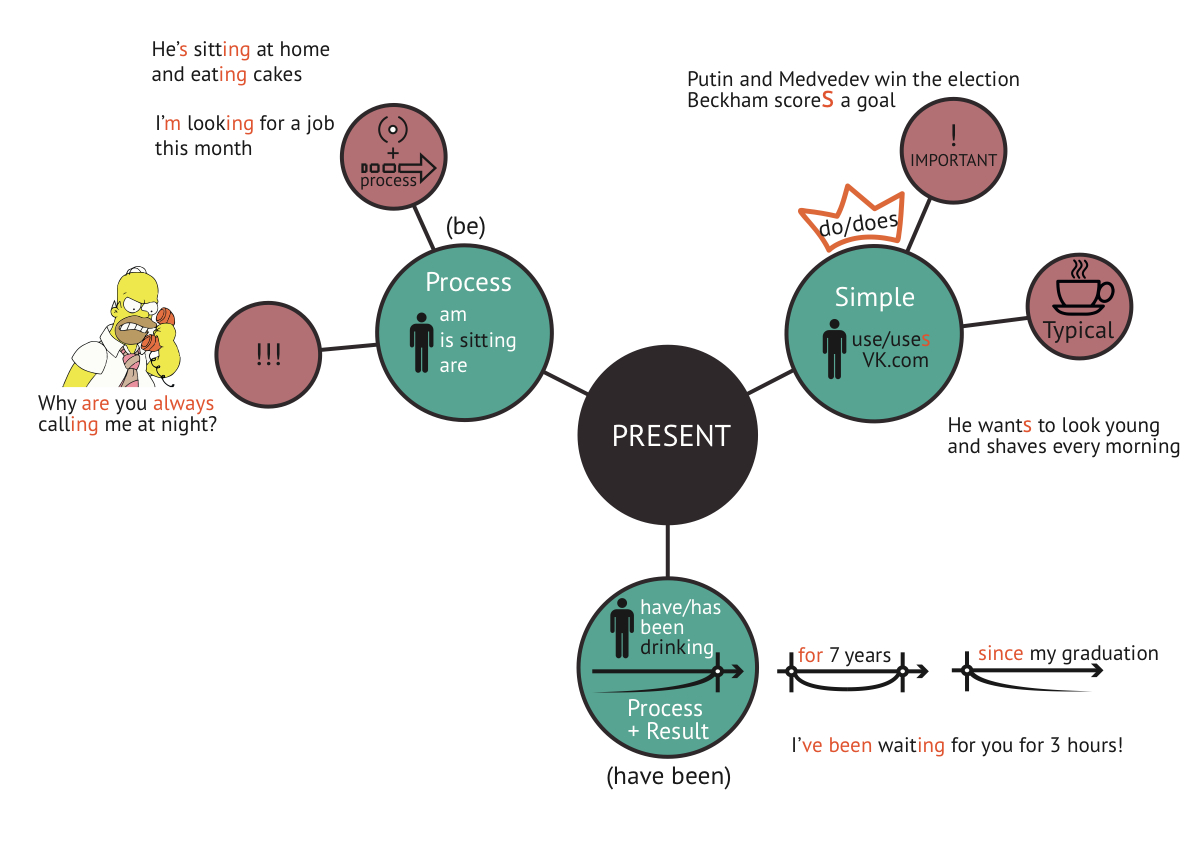 He's sitting at home
and eating cakes
I'm looking for a job
this month
+
process
(be)
Process
am
is sitting
are
!!!
Why are you always
calling me at night?
Putin and Medvedev win the election
Beckham scoreS a goal
!
IMPORTANT
do/does
Simple
use/uses
VK.com
Typical
He wants to look young
and shaves every morning
PRESENT
have/has
been
drinking
Process
+ Result
(have been)
for 7 years
since my graduation
I've been waiting for you for 3 hours!